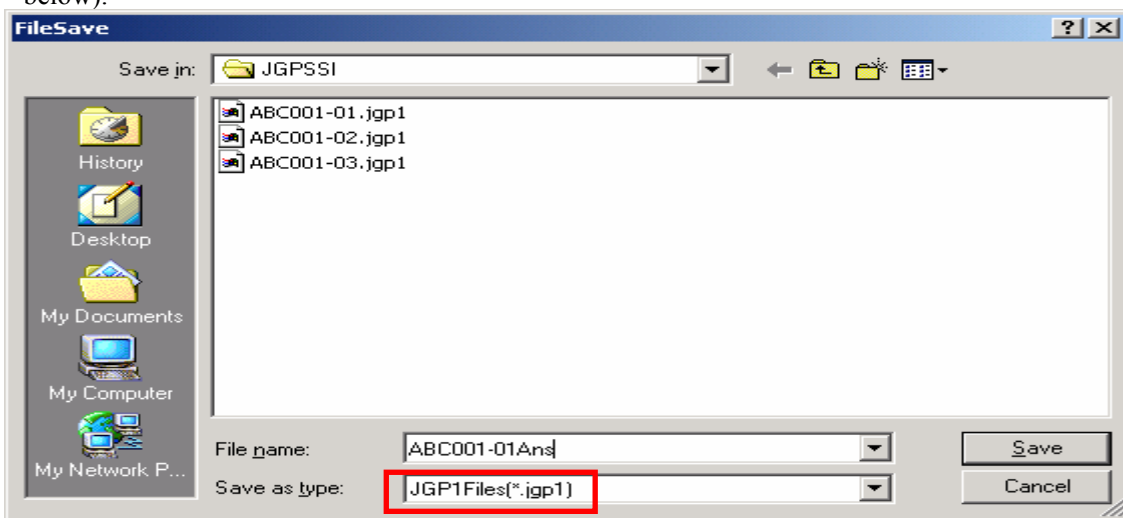 below).
FileSave
Save in: JGPSSI
ABC001-01.jgp1
ABC001-02.jgp1
ABC001-03.jgp1
History
Desktop
My Documents
My Computer
My Network P...
File name: ABC001-01Ans Save
Save as type: JGP1Files(*.jgp1) Cancel